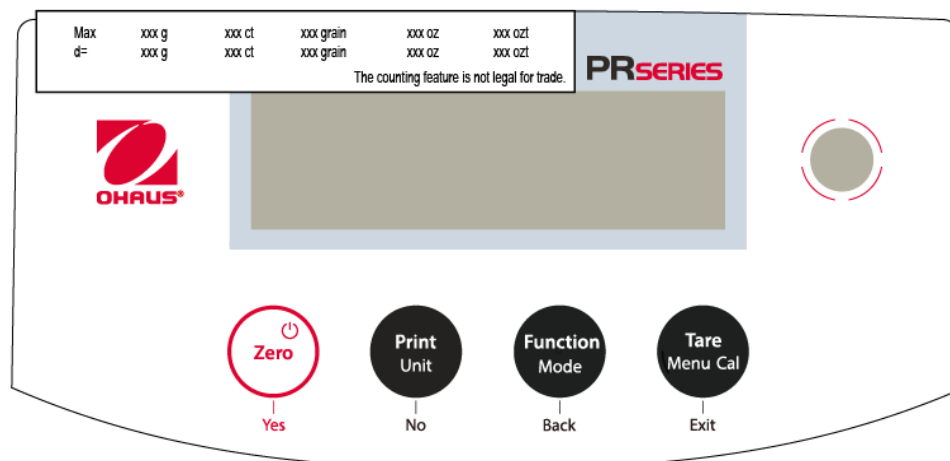 Max xxx g xxx ct xxx grain xxx oz xxx ozt
d= xxx g xxx ct xxx grain xxx oz xxx ozt
The counting feature is not legal for trade.
PRSERIES
OHAUS®
Zero
Print
Unit
Function
Mode
Tare
Menu Cal
Yes No Back Exit